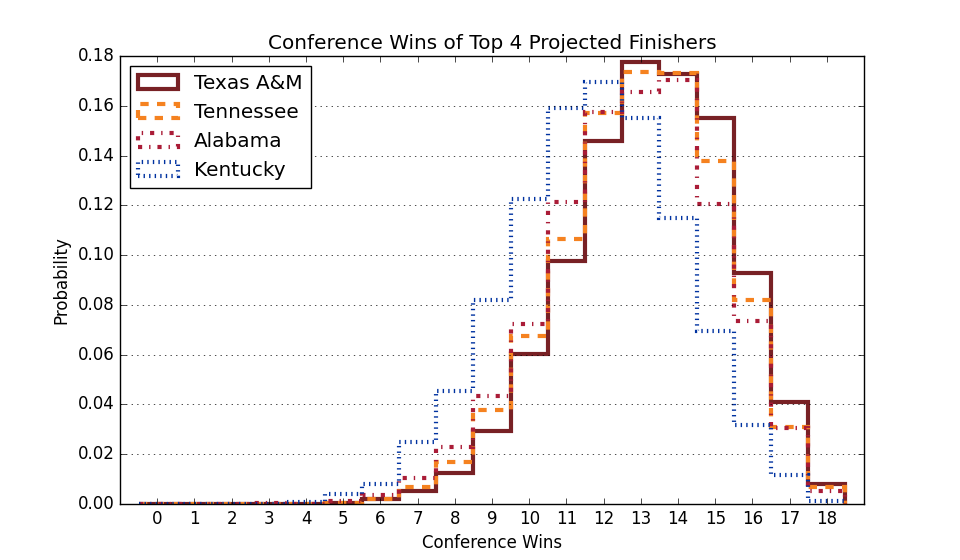 Conference Wins of Top 4 Projected Finishers
0.18
0.16
0.14
0.12
0.10
0.08
0.06
0.04
0.02
0.00
Probability
Texas A&M
Tennessee
Alabama
Kentucky
0 1 2 3 4 5 6 7 8 9 10 11 12 13 14 15 16 17 18
Conference Wins